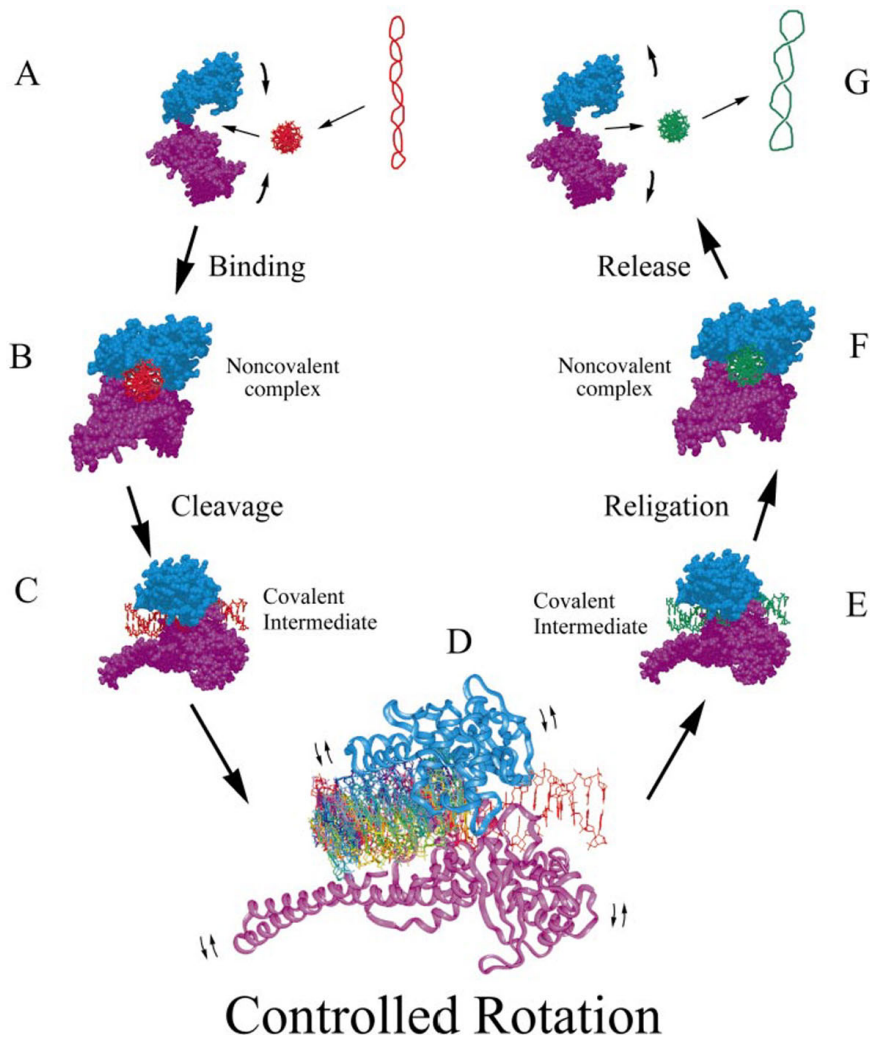 A
G
Binding
Release
B
Noncovalent
complex
Noncovalent
complex
F
Cleavage
Religation
C
Covalent
Intermediate
D
Covalent
Intermediate
E
Controlled Rotation